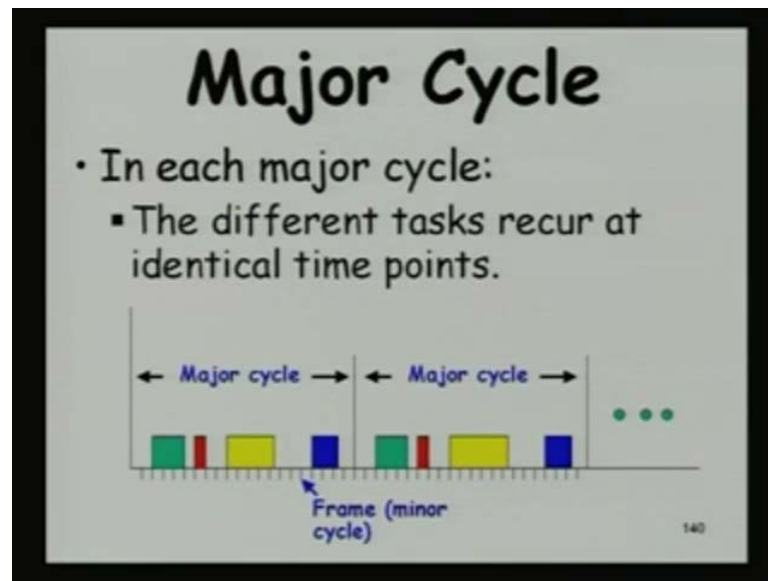 Major Cycle
• In each major cycle:
▪ The different tasks recur at
identical time points.
← Major cycle → ← Major cycle →
Frame (minor
cycle)
140